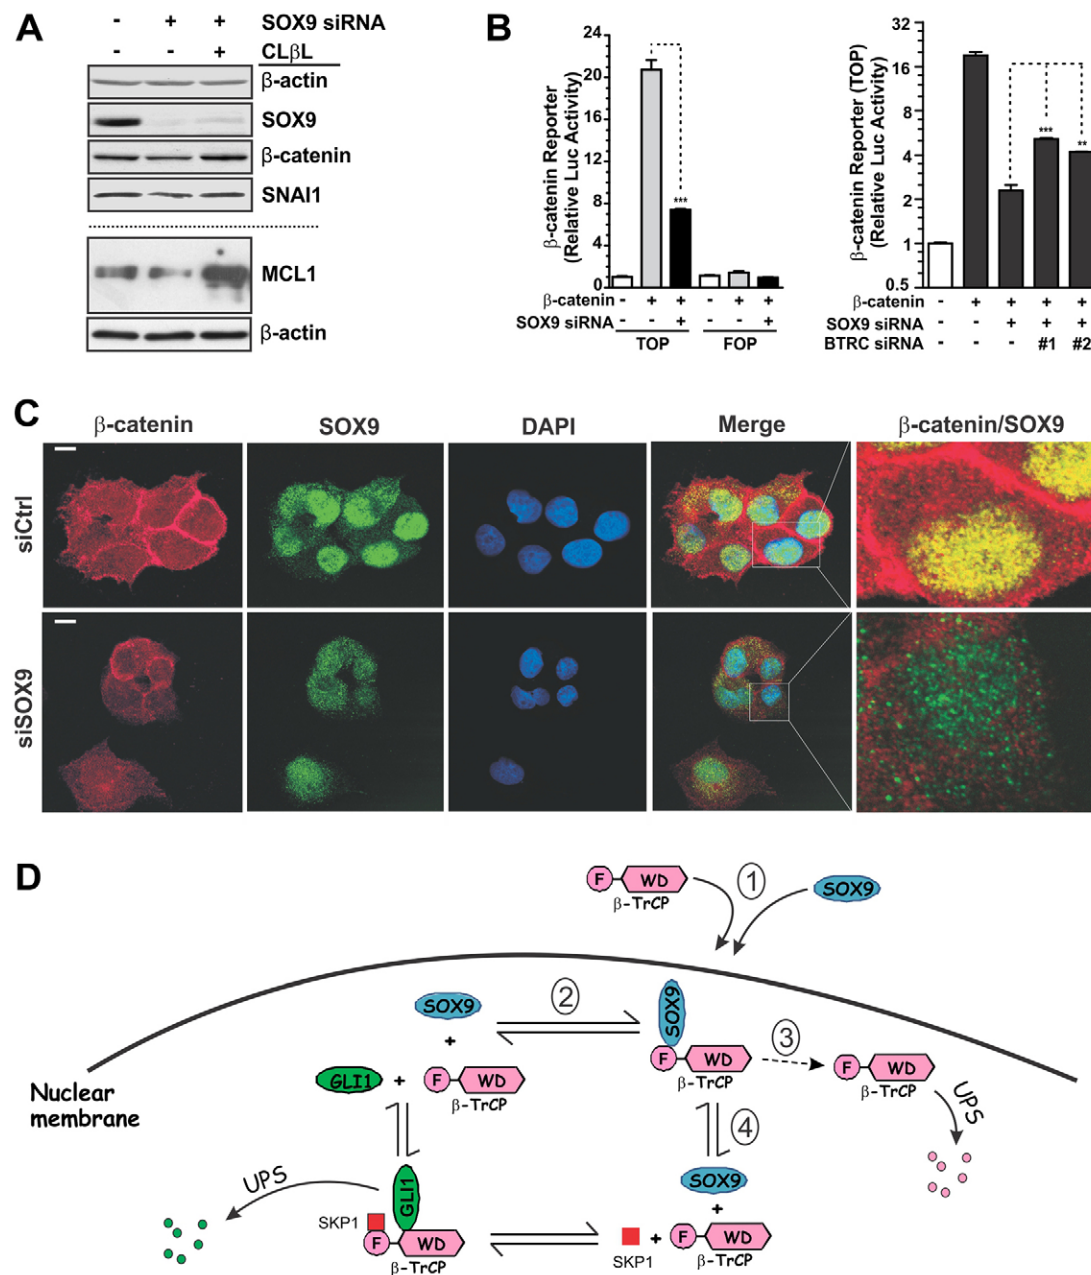 A
- + + SOX9 siRNA
- - + CLβL
β-actin
SOX9
β-catenin
SNAI1
MCL1
β-actin
B
β-catenin Reporter
(Relative Luc Activity)
24
20
16
12
8
4
0
***
β-catenin - + + - + +
SOX9 siRNA - - + - - +
TOP FOP
β-catenin Reporter (TOP)
(Relative Luc Activity)
32
16
8
4
2
1
0.5
*** **
β-catenin - + + + +
SOX9 siRNA - - + + +
BTRC siRNA - - - #1 #2
C
β-catenin SOX9 DAPI Merge β-catenin/SOX9
siCtrl
siSOX9
D
F WD
β-TrCP
1
SOX9
Nuclear
membrane
SOX9
+
GLI1 + F WD
β-TrCP
2
SOX9
F WD
β-TrCP
3
F WD
β-TrCP
UPS
4
UPS
GLI1
SKP1
F WD
β-TrCP
SOX9
+
SKP1
+ F WD
β-TrCP